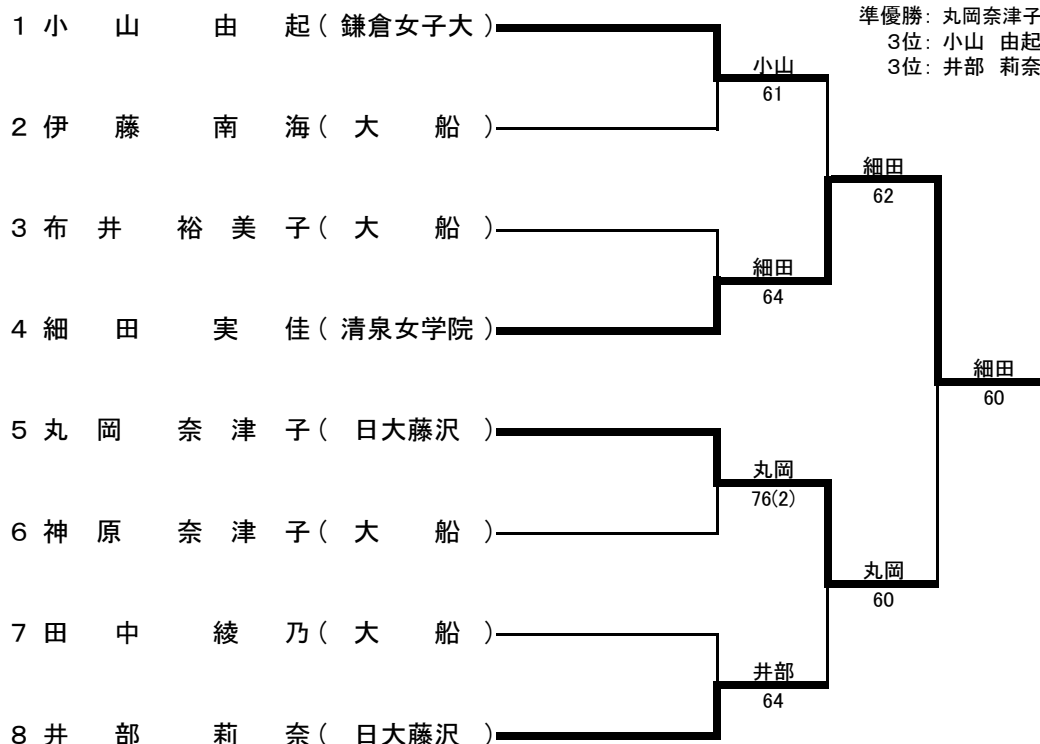 1 小山 由起 ( 鎌倉女子大 )
準優勝: 丸岡奈津子
3位: 小山 由起
3位: 井部 莉奈
小山
61
2 伊藤 南海 ( 大船 )
細田
62
3 布井 裕美子 ( 大船 )
細田
64
4 細田 実佳 ( 清泉女学院 )
細田
60
5 丸岡 奈津子 ( 日大藤沢 )
丸岡
76(2)
6 神原 奈津子 ( 大船 )
丸岡
60
7 田中 綾乃 ( 大船 )
井部
64
8 井部 莉奈 ( 日大藤沢 )